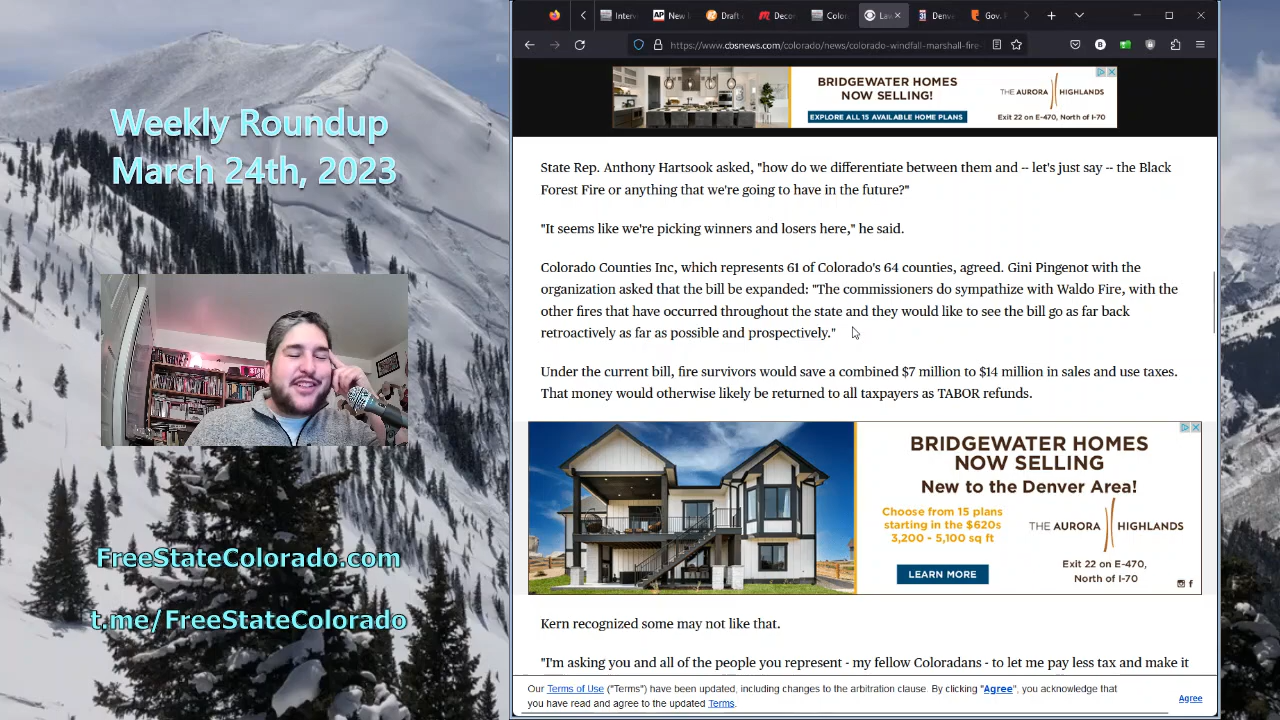 Weekly Roundup
March 24th, 2023
FreeStateColorado.com
t.me/FreeStateColorado
Interv
AP New
Draft
Decor
Color
Law
Denve
Gov.
https://www.cbsnews.com/colorado/news/colorado-windfall-marshall-fire-
BRIDGEWATER HOMES
NOW SELLING!
EXPLORE ALL 15 AVAILABLE HOME PLANS
THE AURORA HIGHLANDS
Exit 22 on E-470, North of I-70
State Rep. Anthony Hartsook asked, "how do we differentiate between them and -- let's just say -- the Black
Forest Fire or anything that we're going to have in the future?"
"It seems like we're picking winners and losers here," he said.
Colorado Counties Inc, which represents 61 of Colorado's 64 counties, agreed. Gini Pingenot with the
organization asked that the bill be expanded: "The commissioners do sympathize with Waldo Fire, with the
other fires that have occurred throughout the state and they would like to see the bill go as far back
retroactively as far as possible and prospectively."
Under the current bill, fire survivors would save a combined $7 million to $14 million in sales and use taxes.
That money would otherwise likely be returned to all taxpayers as TABOR refunds.
BRIDGEWATER HOMES
NOW SELLING
New to the Denver Area!
Choose from 15 plans
starting in the $620s
3,200 - 5,100 sq ft
LEARN MORE
THE AURORA HIGHLANDS
Exit 22 on E-470,
North of I-70
Kern recognized some may not like that.
"I'm asking you and all of the people you represent - my fellow Coloradans - to let me pay less tax and make it
Our Terms of Use ("Terms") have been updated, including changes to the arbitration clause. By clicking "Agree", you acknowledge that
you have read and agree to the updated Terms.
Agree